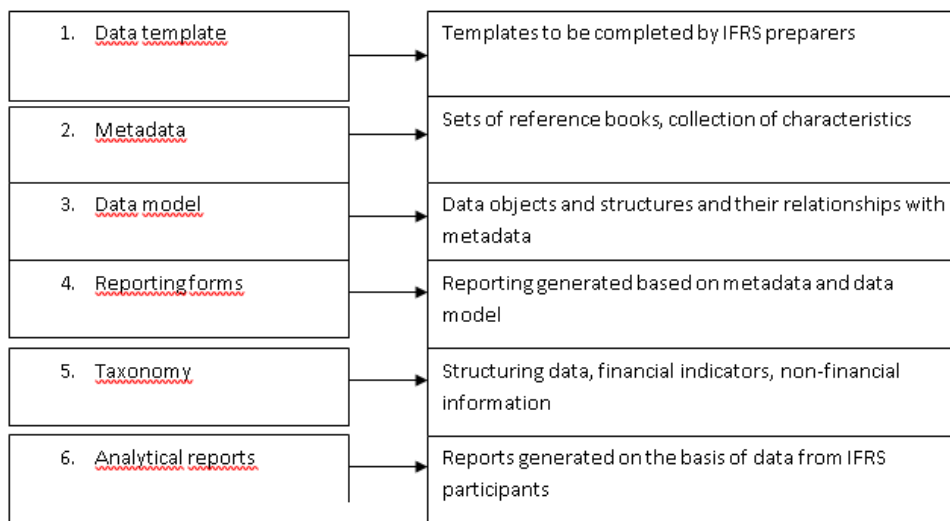 1. Data template
Templates to be completed by IFRS preparers
2. Metadata
Sets of reference books, collection of characteristics
3. Data model
Data objects and structures and their relationships with
metadata
4. Reporting forms
Reporting generated based on metadata and data
model
5. Taxonomy
Structuring data, financial indicators, non-financial
information
6. Analytical reports
Reports generated on the basis of data from IFRS
participants